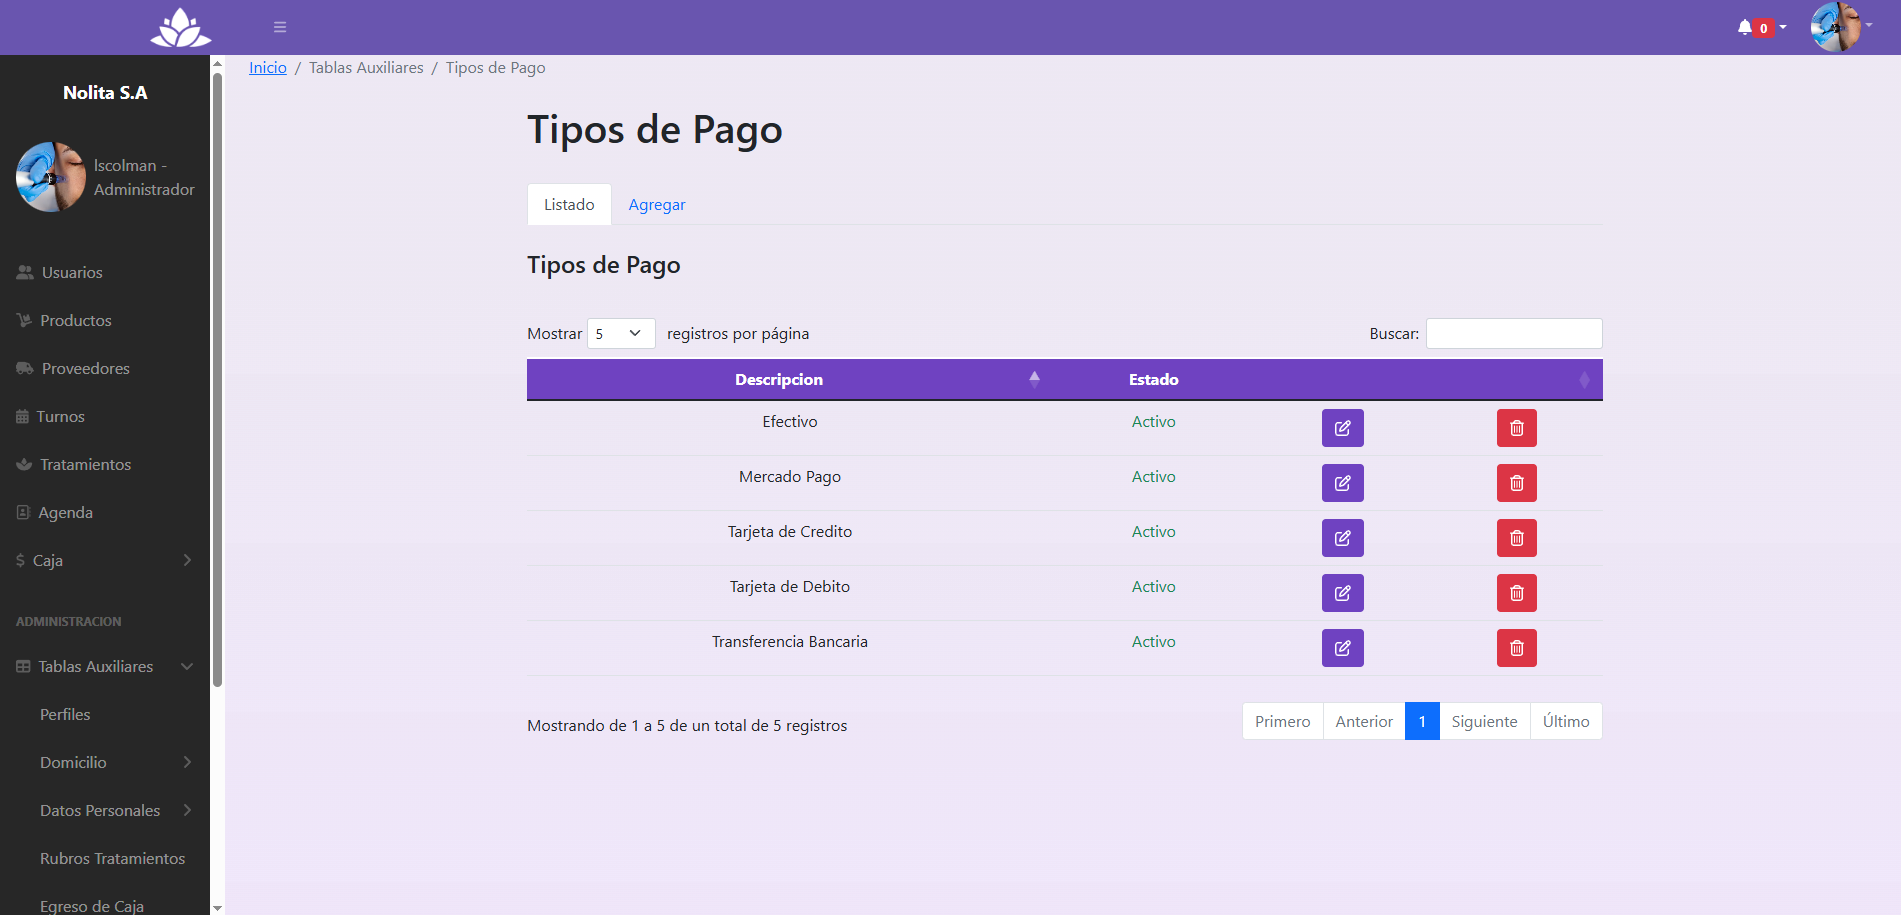 0
Inicio / Tablas Auxiliares / Tipos de Pago
Nolita S.A
lscolman -
Administrador
Usuarios
Productos
Proveedores
Turnos
Tratamientos
Agenda
Caja
ADMINISTRACION
Tablas Auxiliares
Perfiles
Domicilio
Datos Personales
Rubros Tratamientos
Egreso de Caja
Tipos de Pago
Listado Agregar
Tipos de Pago
Mostrar 5 registros por página Buscar:
Descripcion Estado
Efectivo Activo
Mercado Pago Activo
Tarjeta de Credito Activo
Tarjeta de Debito Activo
Transferencia Bancaria Activo
Mostrando de 1 a 5 de un total de 5 registros
Primero Anterior 1 Siguiente Último